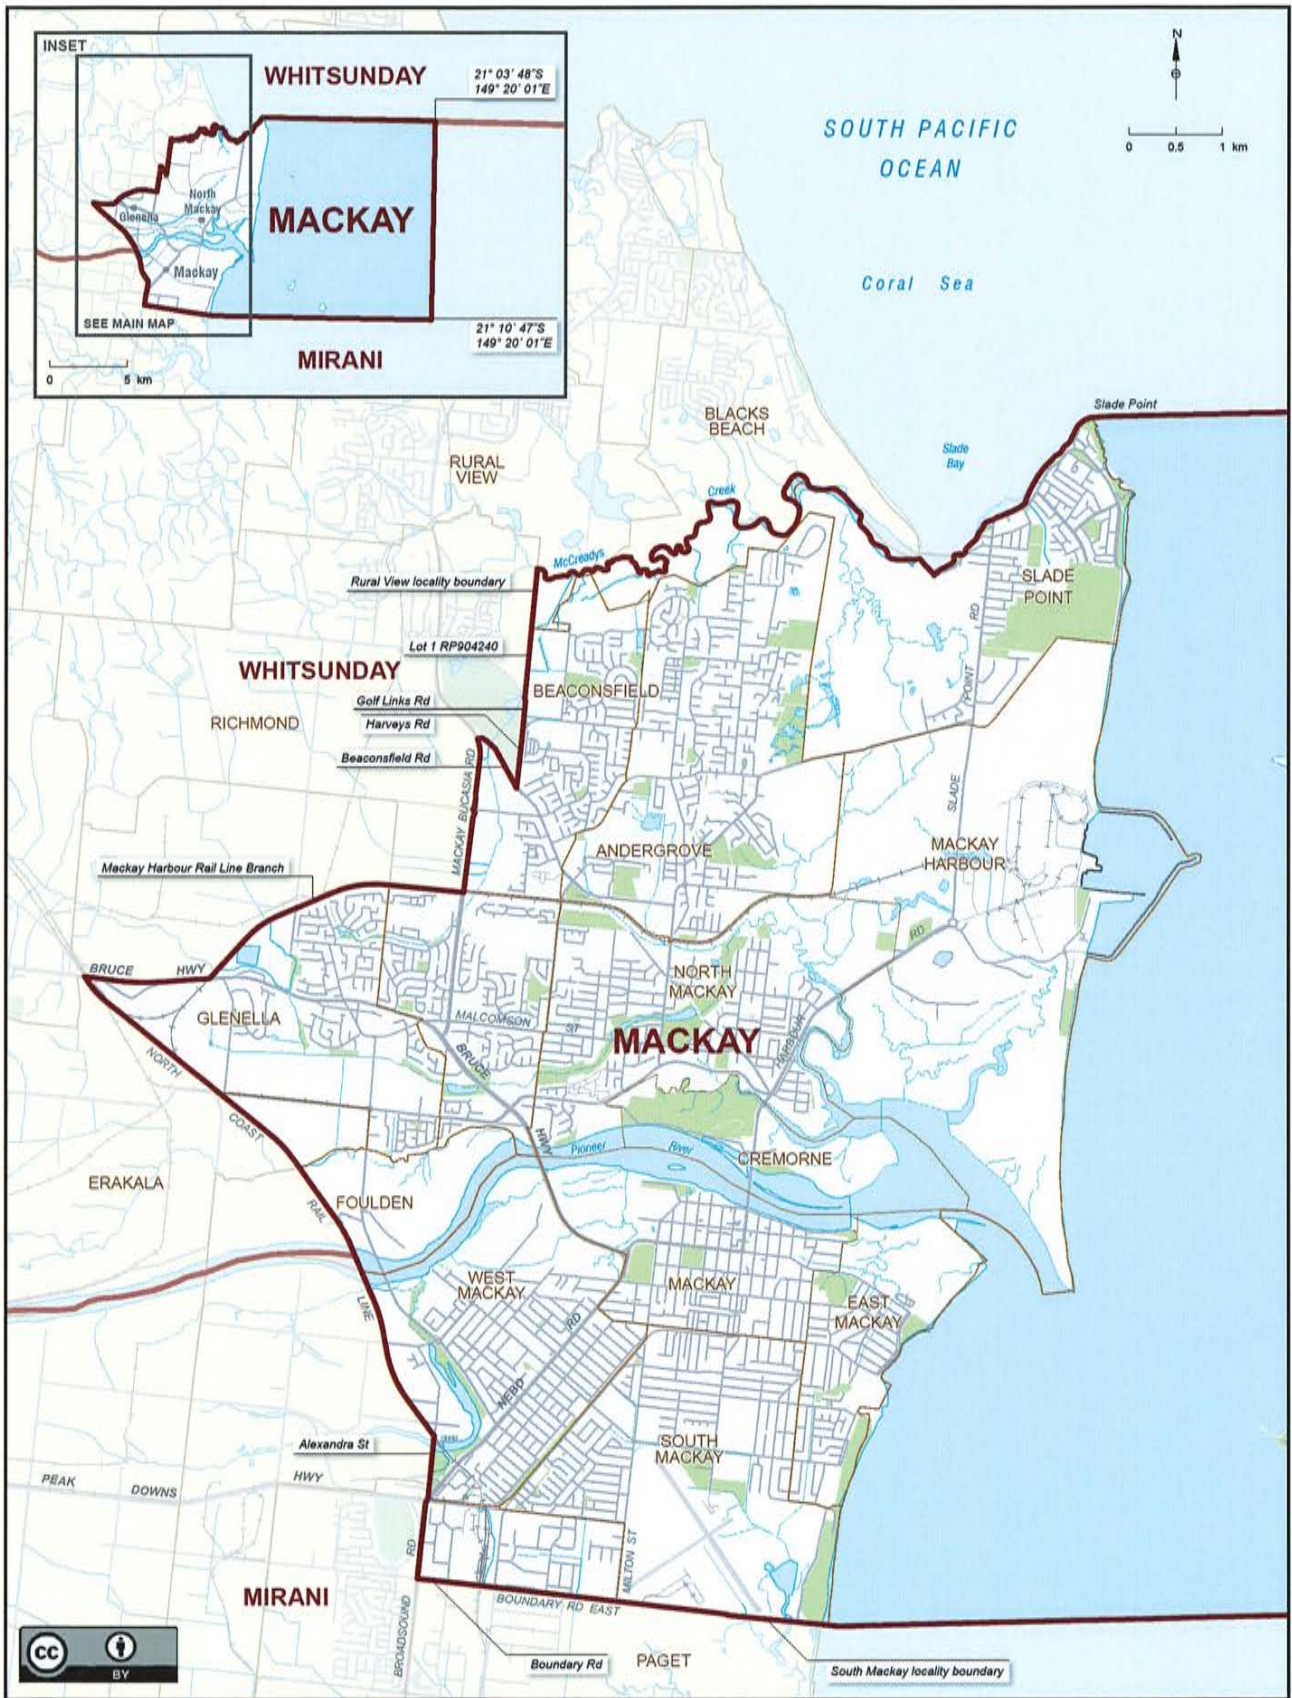 INSET
WHITSUNDAY
21° 03' 48"S
149° 20' 01"E
North
Mackay
Glenella
MACKAY
Mackay
SEE MAIN MAP
21° 10' 47"S
149° 20' 01"E
MIRANI
0 5 km
N
0 0.5 1 km
SOUTH PACIFIC
OCEAN
Coral Sea
Slade Point
BLACKS
BEACH
Slade
Bay
RURAL
VIEW
Creek
McCreadys
Rural View locality boundary
SLADE
POINT
RD
Lot 1 RP904240
WHITSUNDAY
BEACONSFIELD
POINT
Golf Links Rd
RICHMOND
Harveys Rd
Beaconsfield Rd
MACKAY BUCASIA RD
SLADE
ANDERGROVE
MACKAY
HARBOUR
Mackay Harbour Rail Line Branch
RD
BRUCE HWY
NORTH
MACKAY
GLENELLA
MALCOMSON ST
MACKAY
HARBOUR
BRUCE
NORTH
COAST
HWY
Pioneer River
CREMORNE
ERAKALA
FOULDEN
RAIL
WEST
MACKAY
MACKAY
LINE
EAST
MACKAY
RD
NEBO
Alexandra St
SOUTH
MACKAY
PEAK DOWNS HWY
RD
MILTON ST
MIRANI
BOUNDARY RD EAST
BROADSOUND
Boundary Rd
PAGET
South Mackay locality boundary
cc
BY